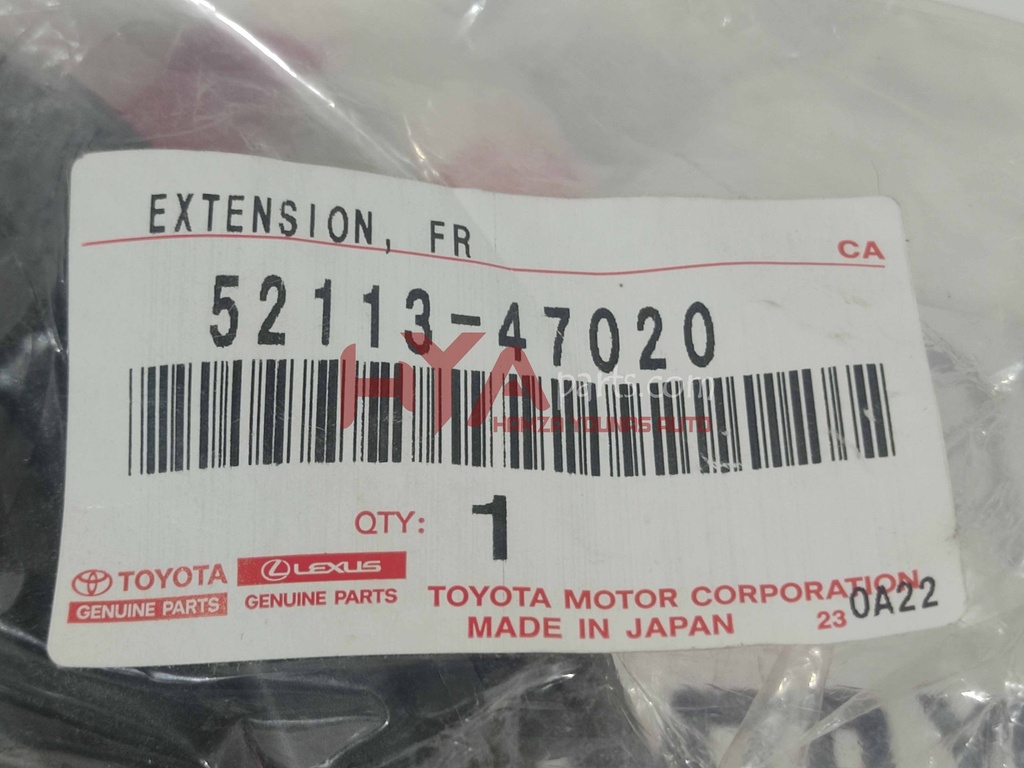 EXTENSION, FR
CA
52113-47020
HYA parts.com
HAMZA YOUNAS AUTO
QTY: 1
TOYOTA
GENUINE PARTS
LEXUS
GENUINE PARTS
TOYOTA MOTOR CORPORATION
MADE IN JAPAN
23 0A22